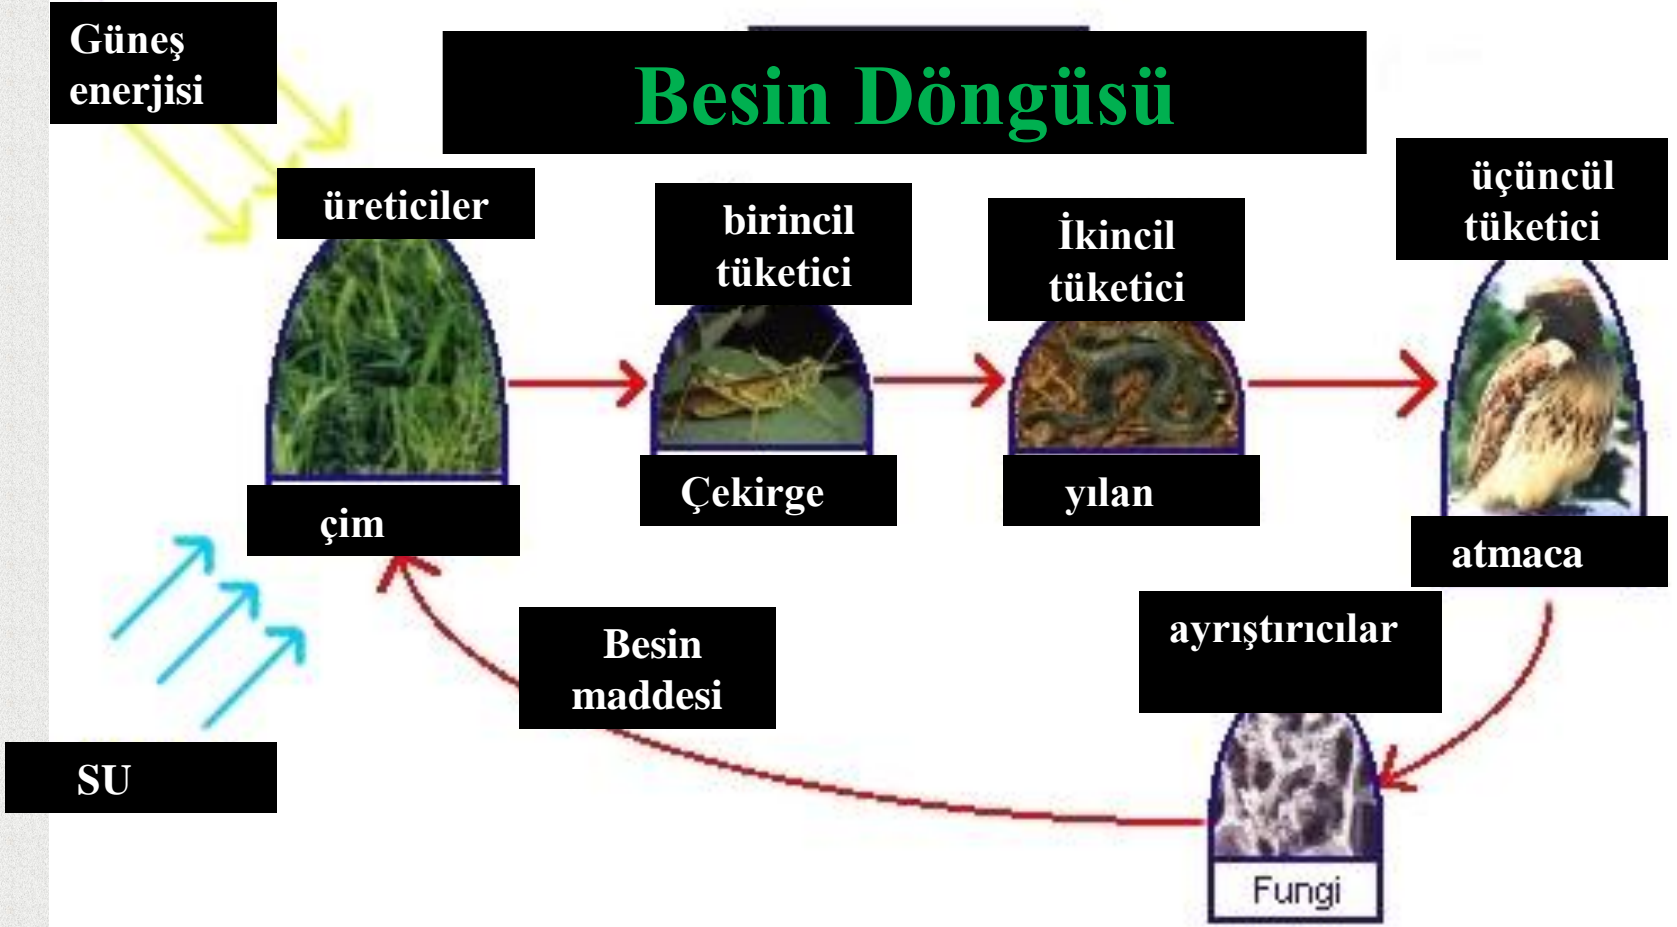 Güneş
enerjisi
Besin Döngüsü
üreticiler
birincil
tüketici
İkincil
tüketici
üçüncül
tüketici
çim
Çekirge
yılan
atmaca
Besin
maddesi
ayrıştırıcılar
SU
Fungi